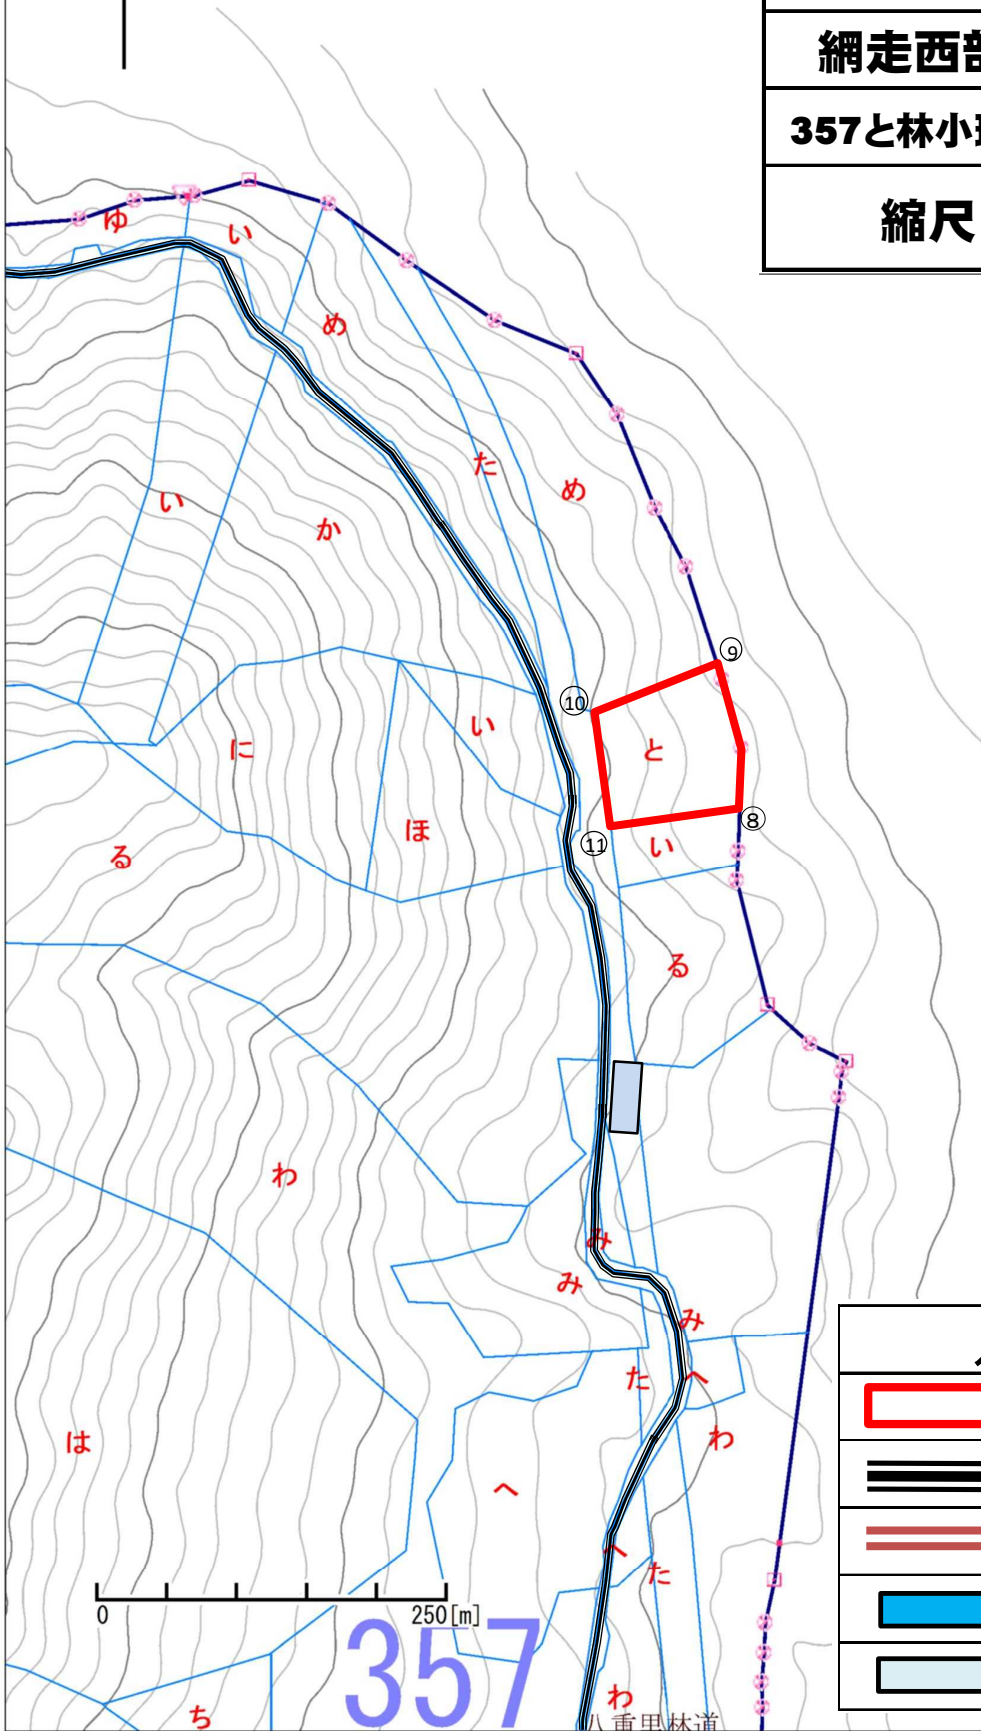 網走西部
357と林小班
縮尺
ゆ
い
め
た
め
い
か
⑨
⑩
い
と
に
⑧
ほ
⑪
い
る
る
わ
み
み
み
た
へ
わ
は
へ
へ
た
0 250[m]
357
わ
ち
八重里林道